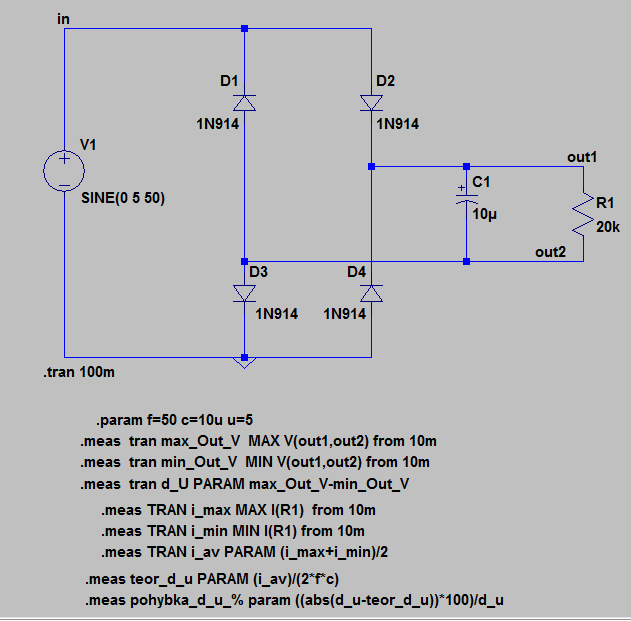 in
D1
D2
1N914
1N914
V1
+
SINE(0 5 50)
out1
+
C1
R1
10µ
20k
out2
D3
D4
1N914
1N914
.tran 100m
.param f=50 c=10u u=5
.meas tran max_Out_V MAX V(out1,out2) from 10m
.meas tran min_Out_V MIN V(out1,out2) from 10m
.meas tran d_U PARAM max_Out_V-min_Out_V
.meas TRAN i_max MAX I(R1) from 10m
.meas TRAN i_min MIN I(R1) from 10m
.meas TRAN i_av PARAM (i_max+i_min)/2
.meas teor_d_u PARAM (i_av)/(2*f*c)
.meas pohybka_d_u_% param ((abs(d_u-teor_d_u))*100)/d_u